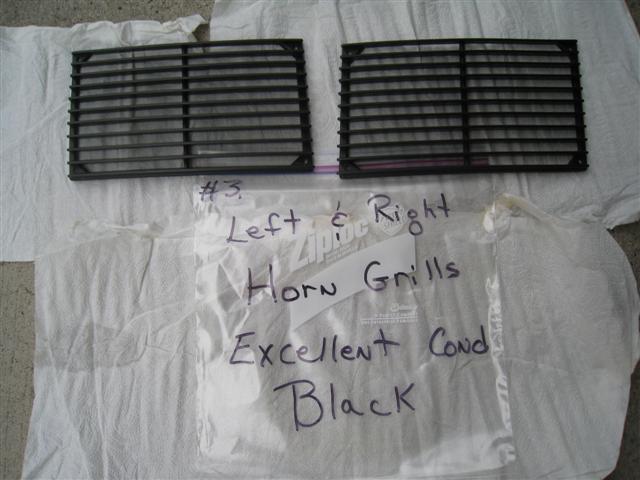 #3.
Left & Right
Ziploc
Horn Grills
Excellent Cond
Black